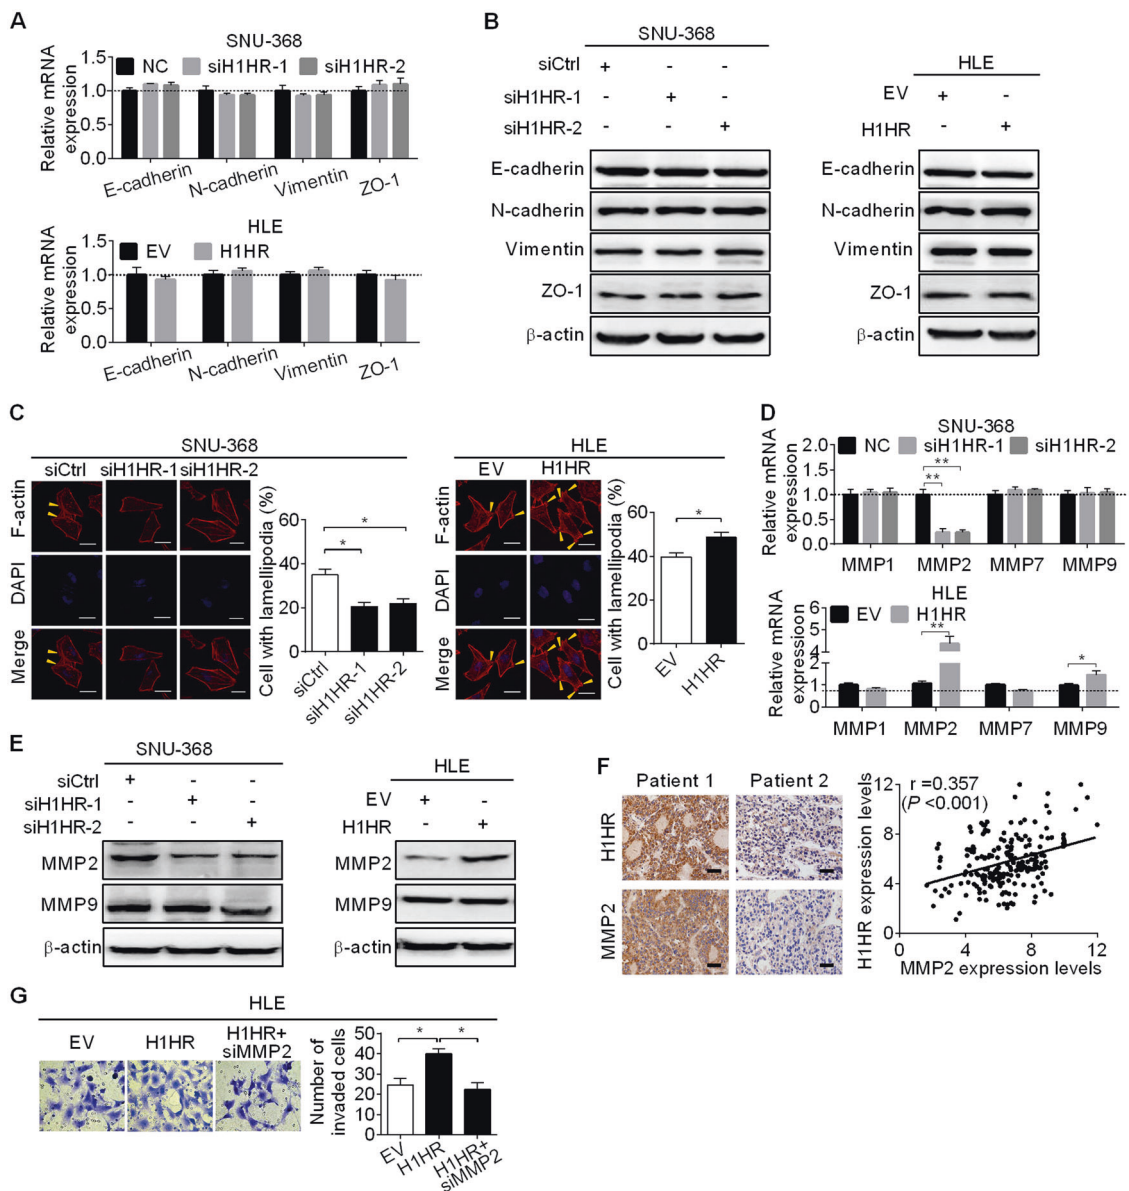 A
SNU-368
NC siH1HR-1 siH1HR-2
Relative mRNA
expression
1.5
1.0
0.5
0.0
E-cadherin N-cadherin Vimentin ZO-1
HLE
EV H1HR
Relative mRNA
expression
1.5
1.0
0.5
0.0
E-cadherin N-cadherin Vimentin ZO-1
B
SNU-368
siCtrl + - -
siH1HR-1 - + -
siH1HR-2 - - +
E-cadherin
N-cadherin
Vimentin
ZO-1
β-actin
HLE
EV + -
H1HR - +
E-cadherin
N-cadherin
Vimentin
ZO-1
β-actin
C
SNU-368
siCtrl siH1HR-1 siH1HR-2
F-actin
DAPI
Merge
Cell with lamellipodia (%)
60
40
20
0
*
*
siCtrl siH1HR-1 siH1HR-2
HLE
EV H1HR
F-actin
DAPI
Merge
Cell with lamellipodia (%)
60
40
20
0
*
EV H1HR
D
SNU-368
NC siH1HR-1 siH1HR-2
Relative mRNA
expressioon
2.0
1.5
1.0
0.5
0.0
**
**
MMP1 MMP2 MMP7 MMP9
HLE
EV H1HR
Relative mRNA
expressioon
6
5
4
3
2
2
1
0
**
*
MMP1 MMP2 MMP7 MMP9
E
SNU-368
siCtrl + - -
siH1HR-1 - + -
siH1HR-2 - - +
MMP2
MMP9
β-actin
HLE
EV + -
H1HR - +
MMP2
MMP9
β-actin
F
Patient 1 Patient 2
H1HR
MMP2
r =0.357
(P <0.001)
H1HR expression levels
12
8
4
0
0 4 8 12
MMP2 expression levels
G
HLE
EV H1HR H1HR+
siMMP2
Number of
invaded cells
50
40
30
20
10
0
* *
EV H1HR H1HR+
siMMP2